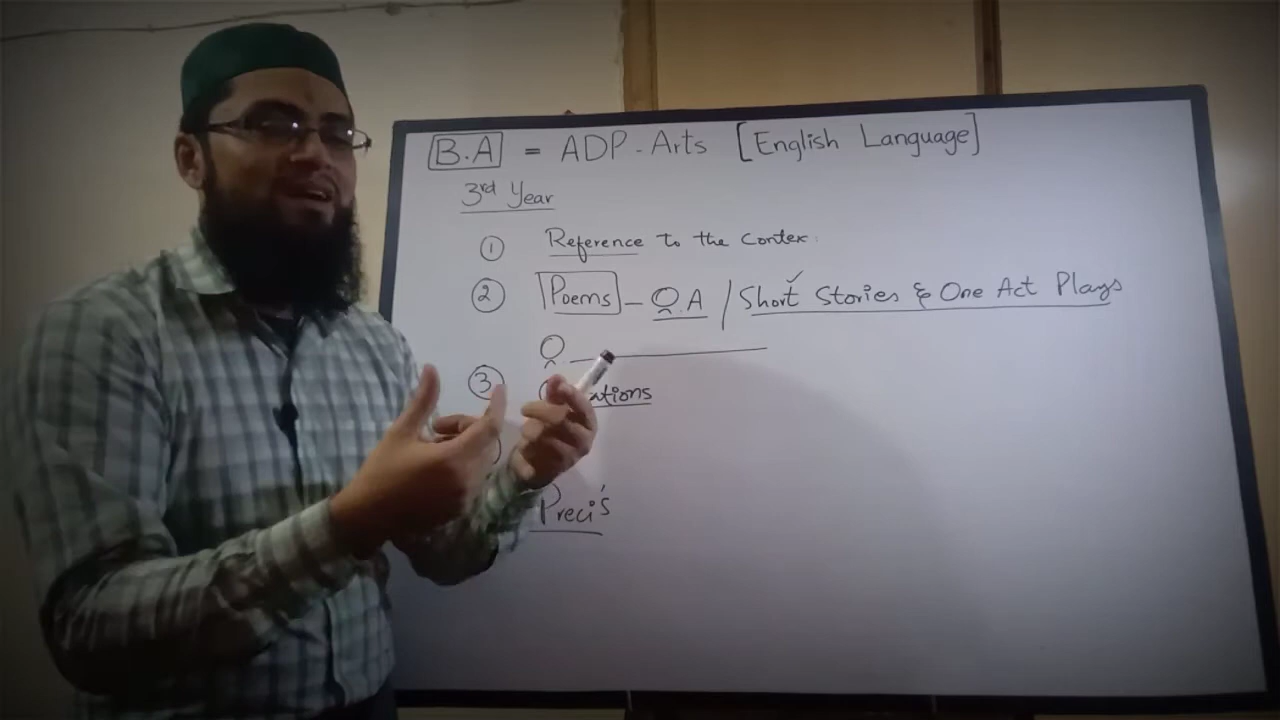 B.A = ADP - Arts [English Language]
3rd Year
① Reference to the Contex.
② Poems - Q.A / Short Stories & One Act Plays
Q
③
Preci's